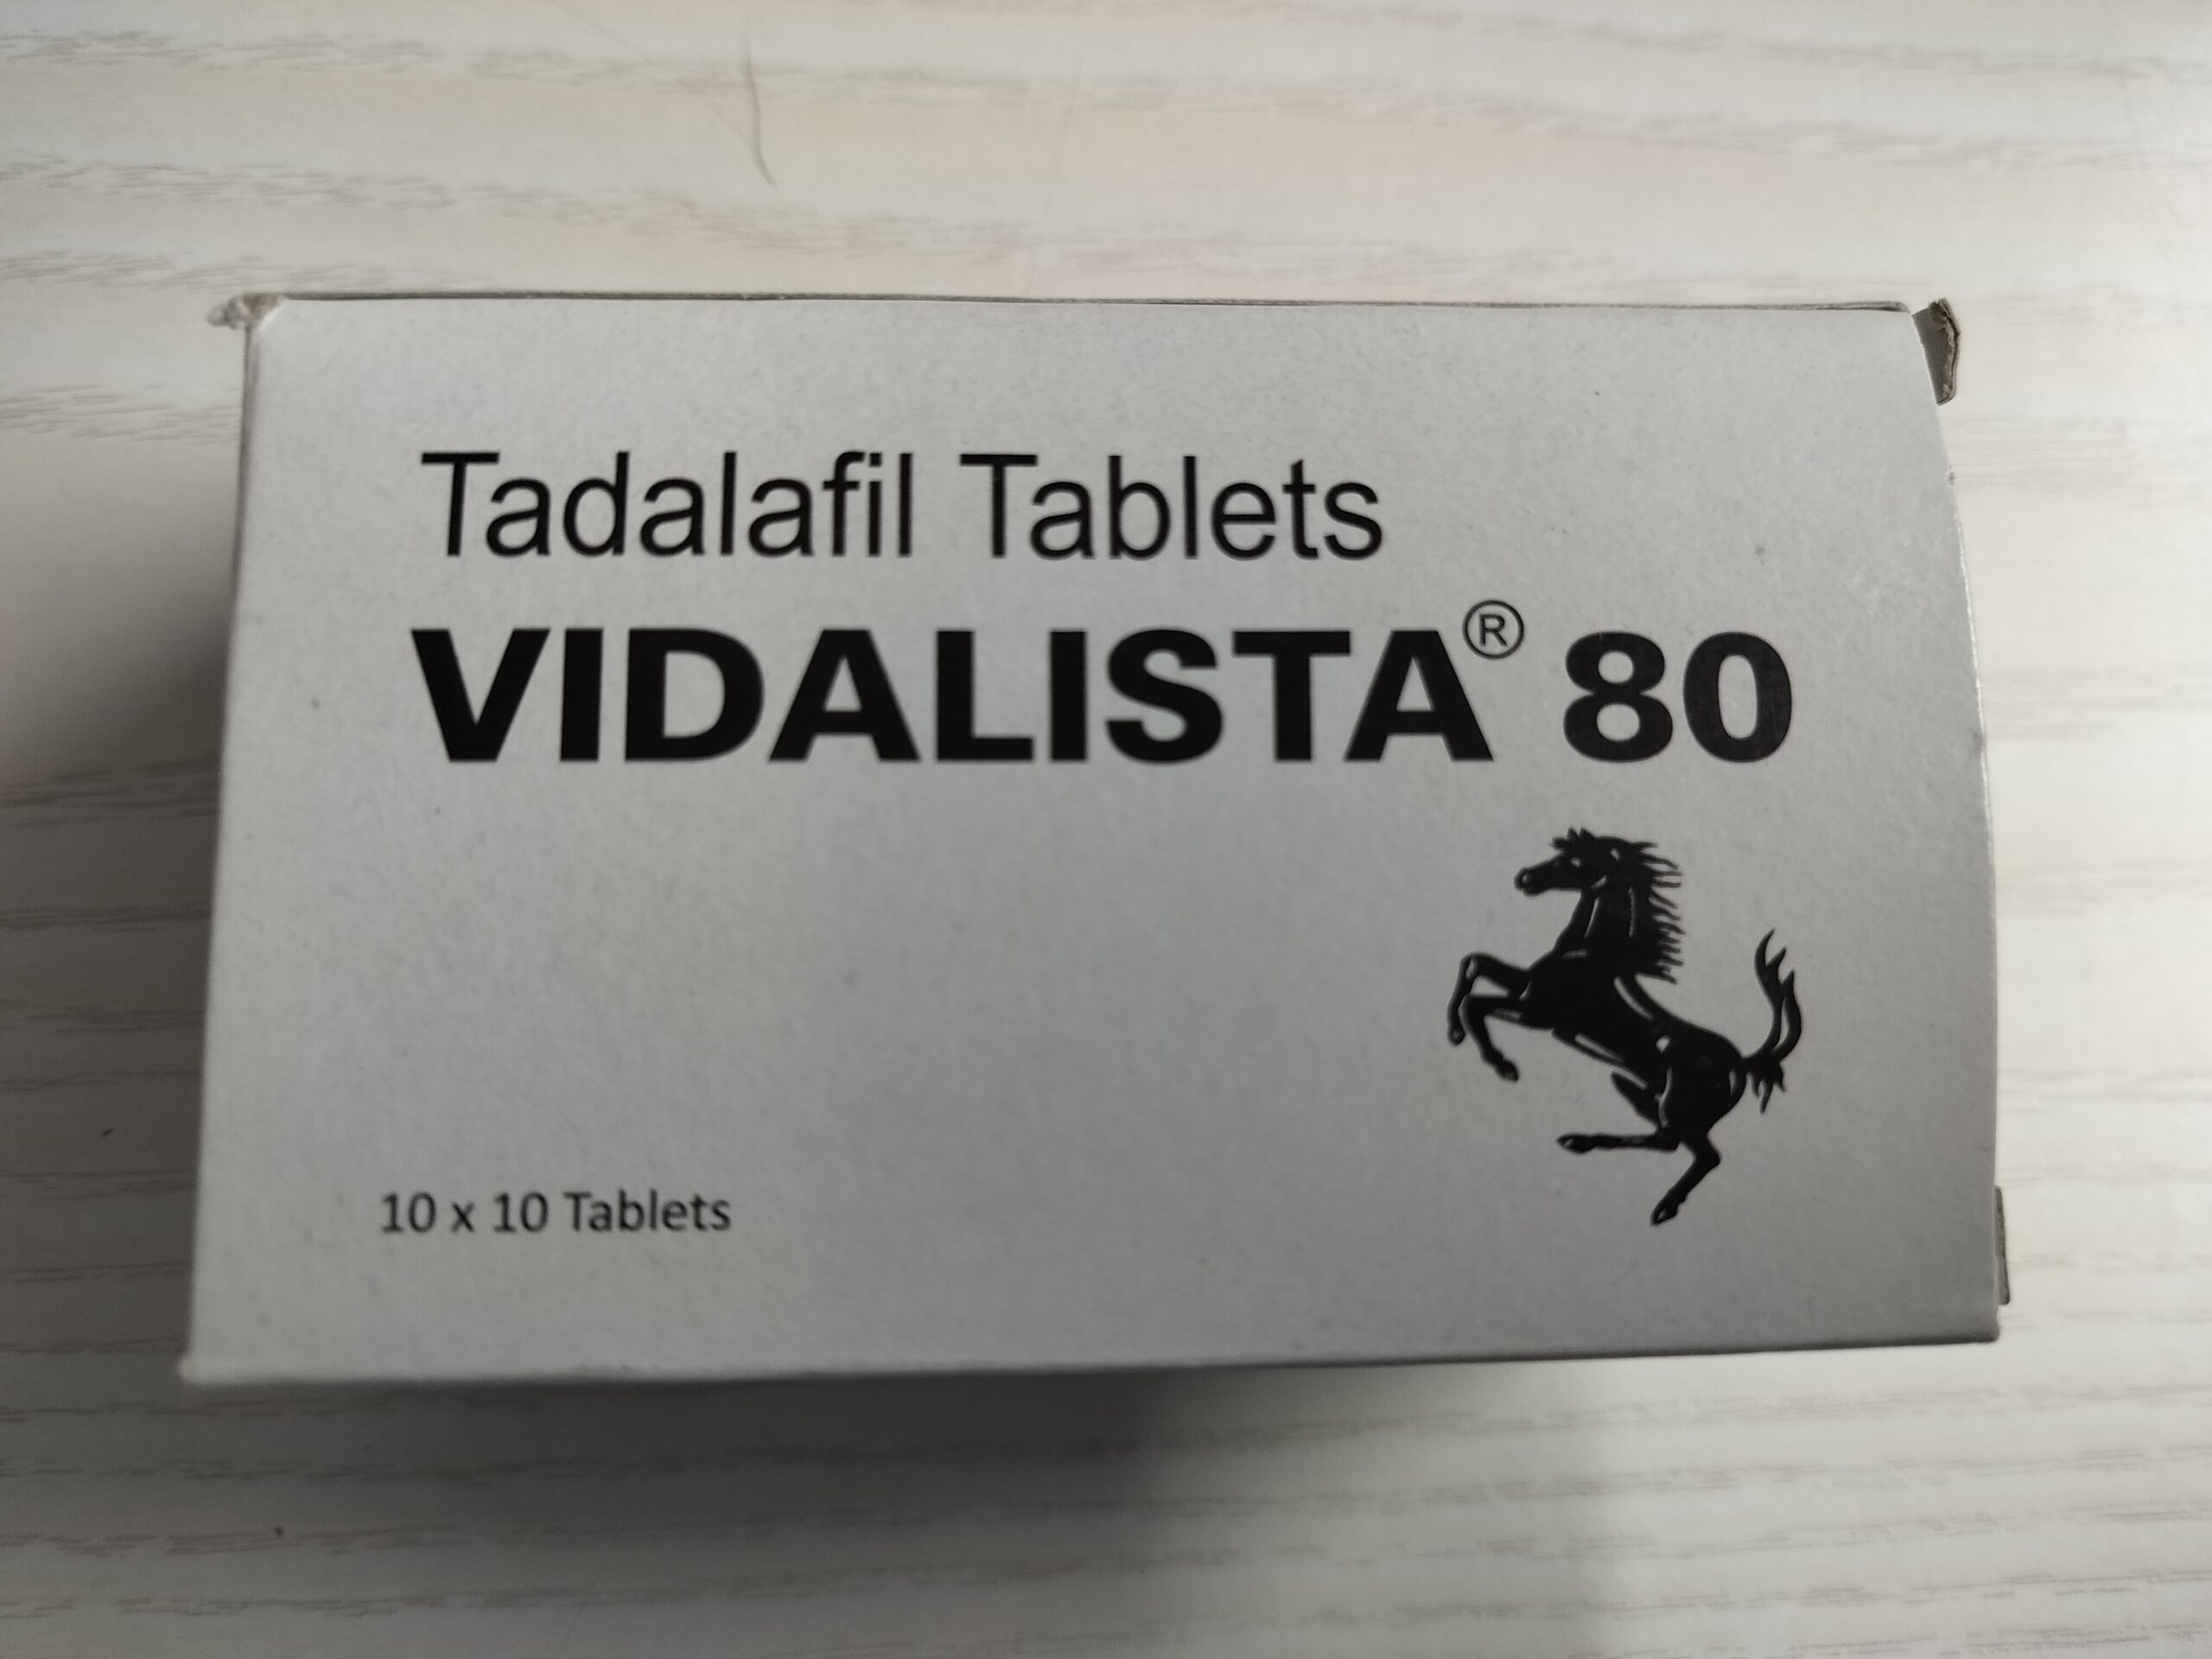 Tadalafil Tablets
VIDALISTA® 80
10 x 10 Tablets